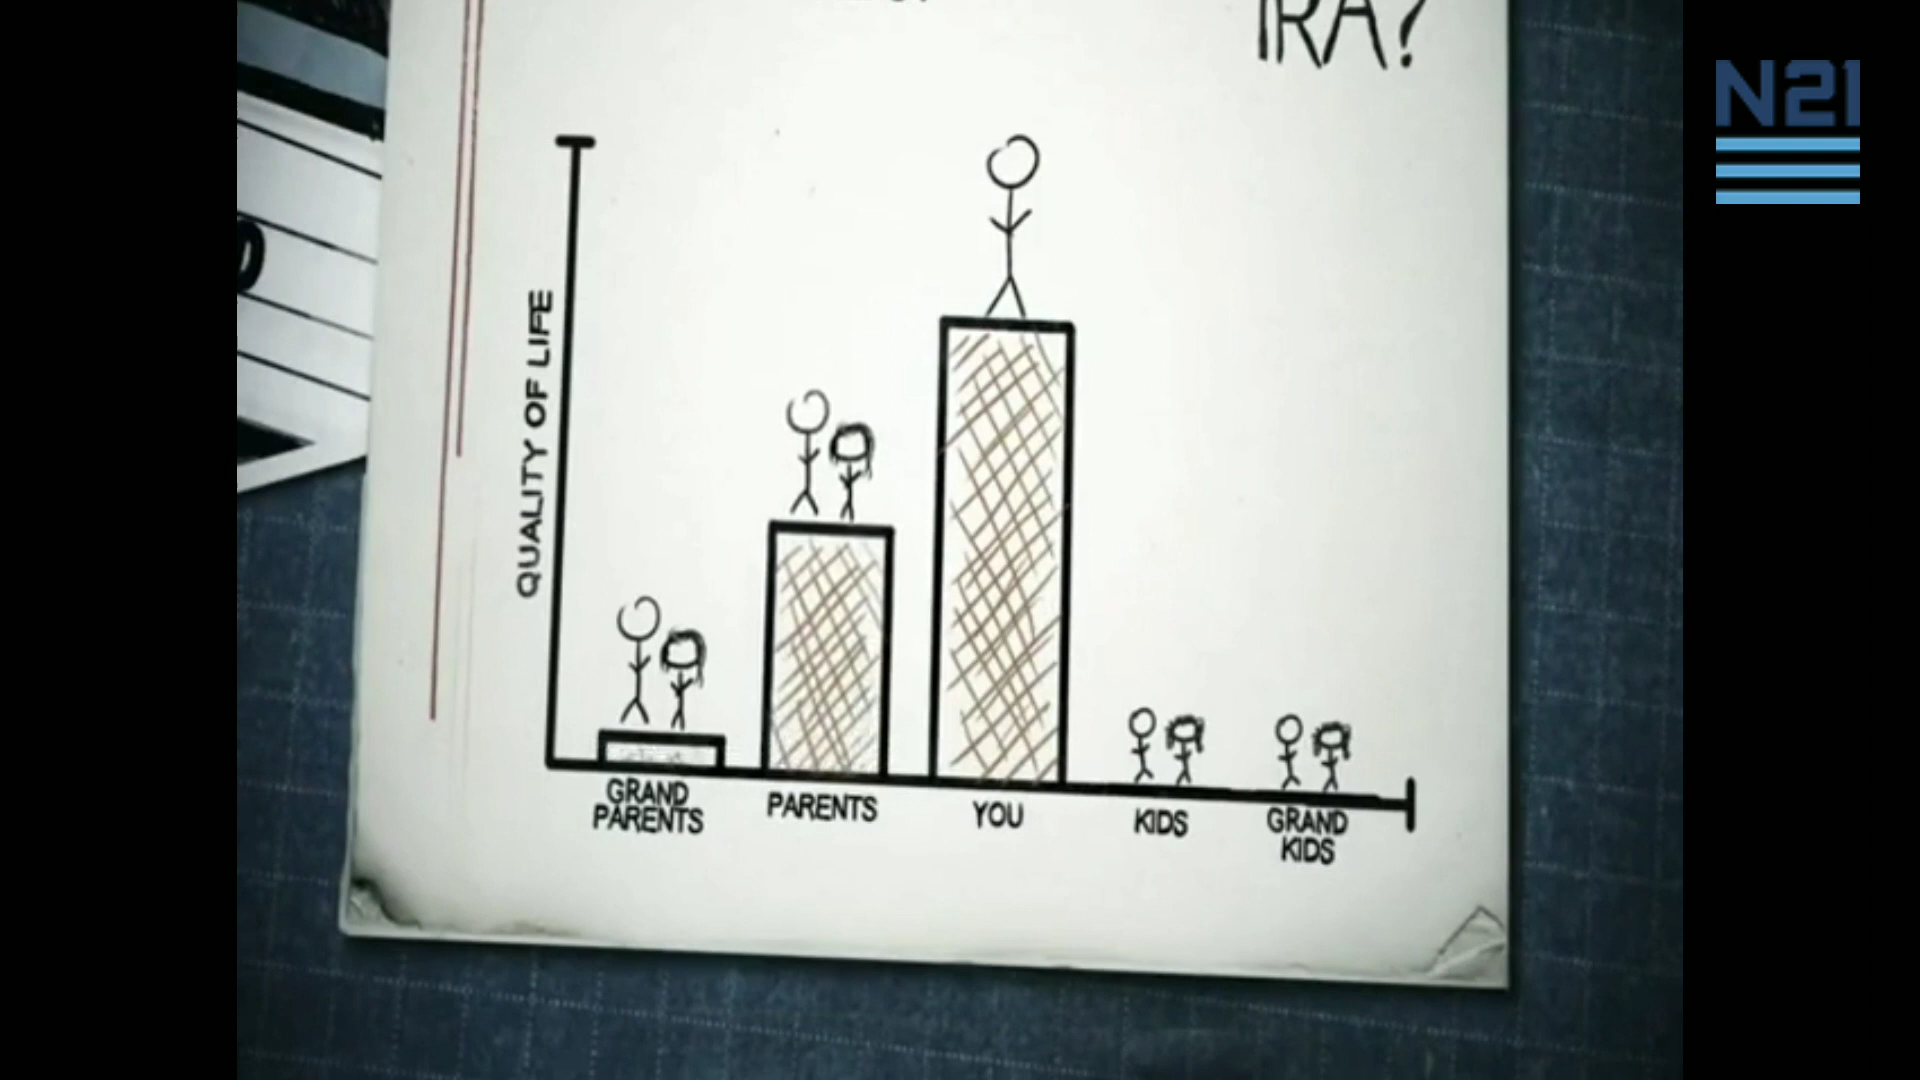 IRA?
N21
QUALITY OF LIFE
GRAND
PARENTS
PARENTS
YOU
KIDS
GRAND
KIDS